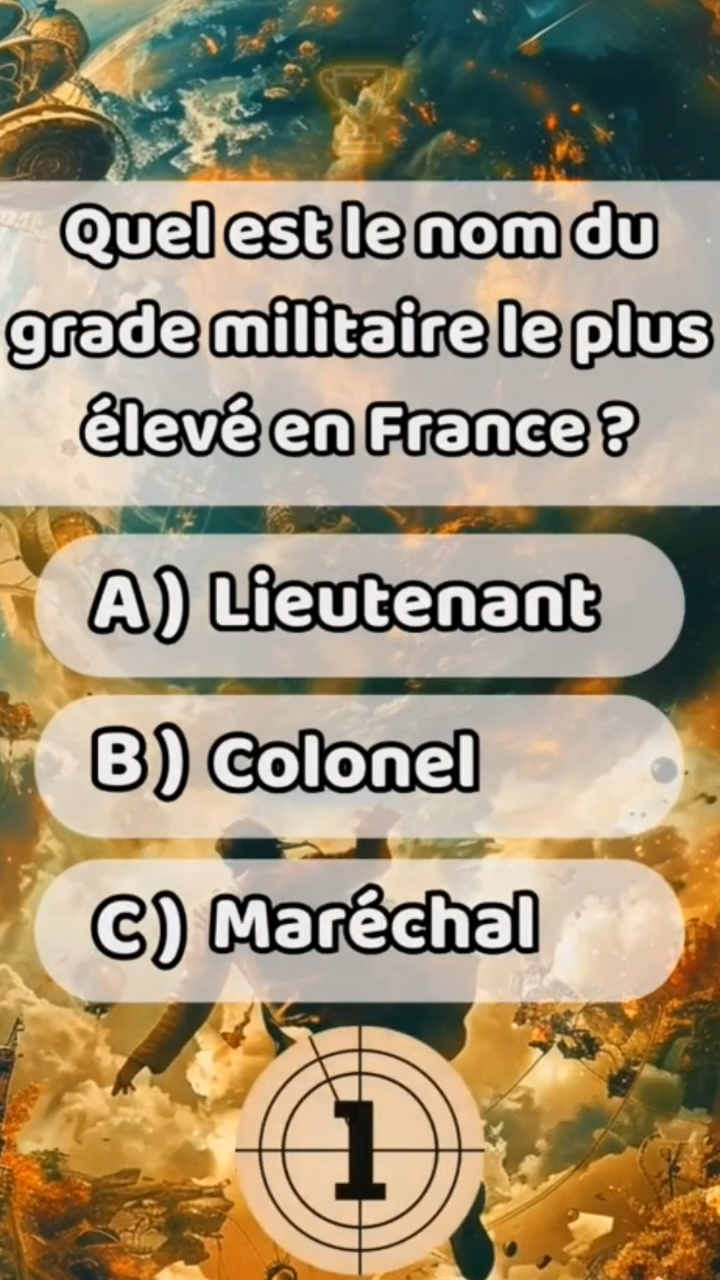 Quel est le nom du
grade militaire le plus
élevé en France ?
A) Lieutenant
B) Colonel
C) Maréchal
1